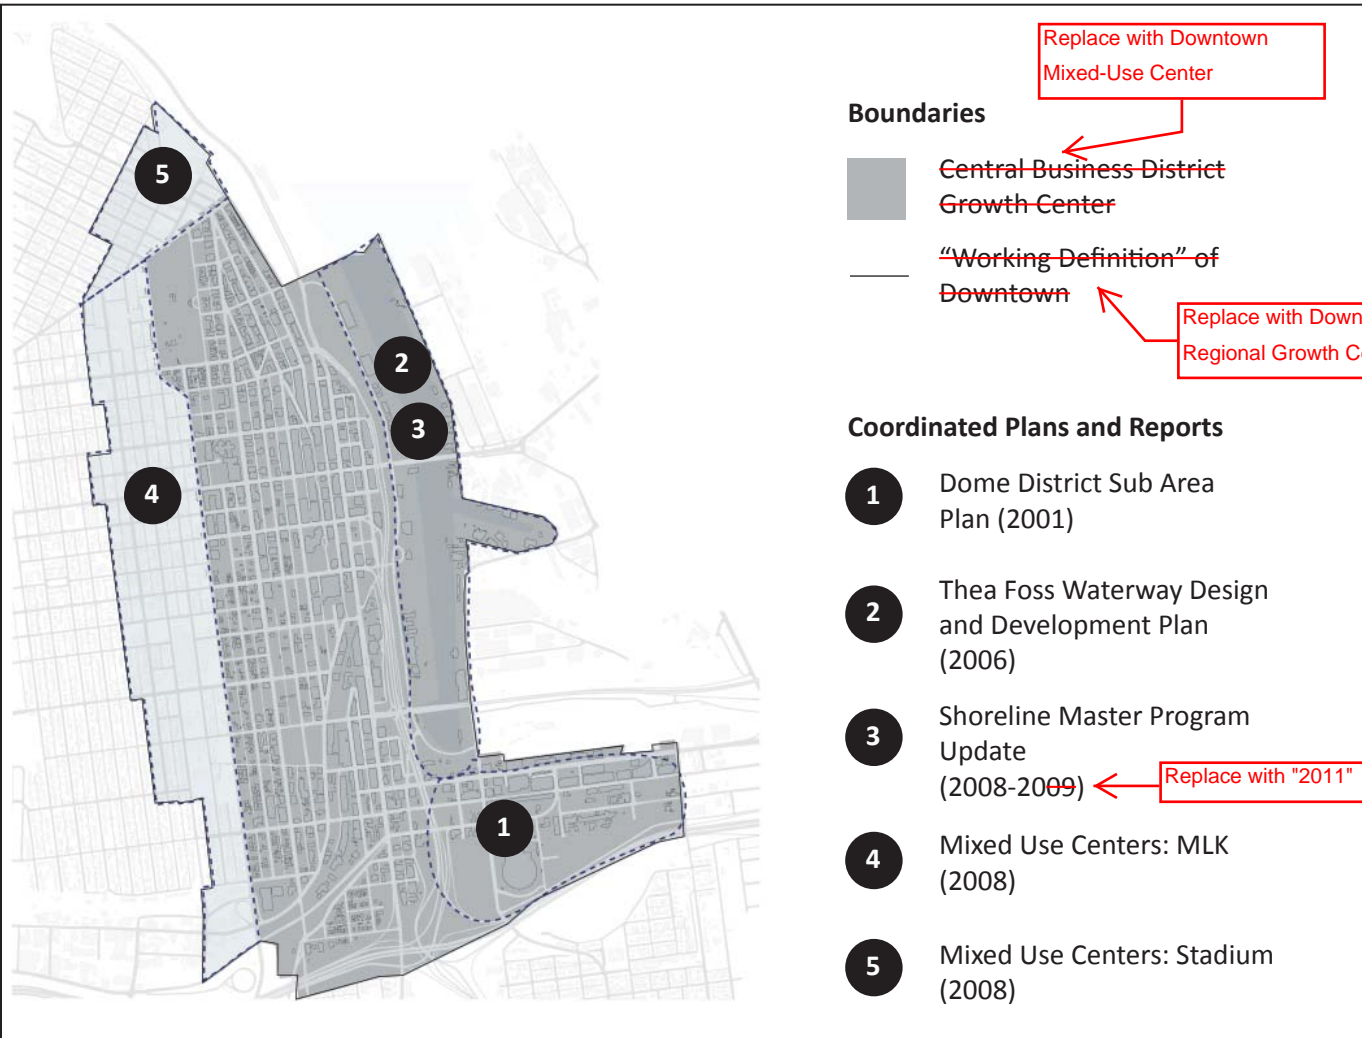 Replace with Downtown
Mixed-Use Center
Boundaries
Central Business District
Growth Center
“Working Definition” of
Downtown
Replace with Down
Regional Growth C
Coordinated Plans and Reports
1 Dome District Sub Area
Plan (2001)
2 Thea Foss Waterway Design
and Development Plan
(2006)
3 Shoreline Master Program
Update
(2008-2009)
Replace with "2011"
4 Mixed Use Centers: MLK
(2008)
5 Mixed Use Centers: Stadium
(2008)
5
2
3
4
1